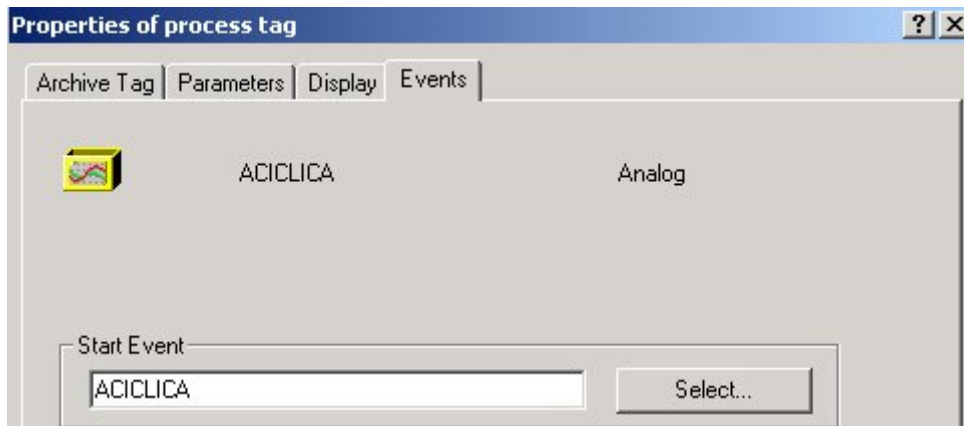 Properties of process tag
Archive Tag Parameters Display Events
ACICLICA Analog
Start Event
ACICLICA Select...